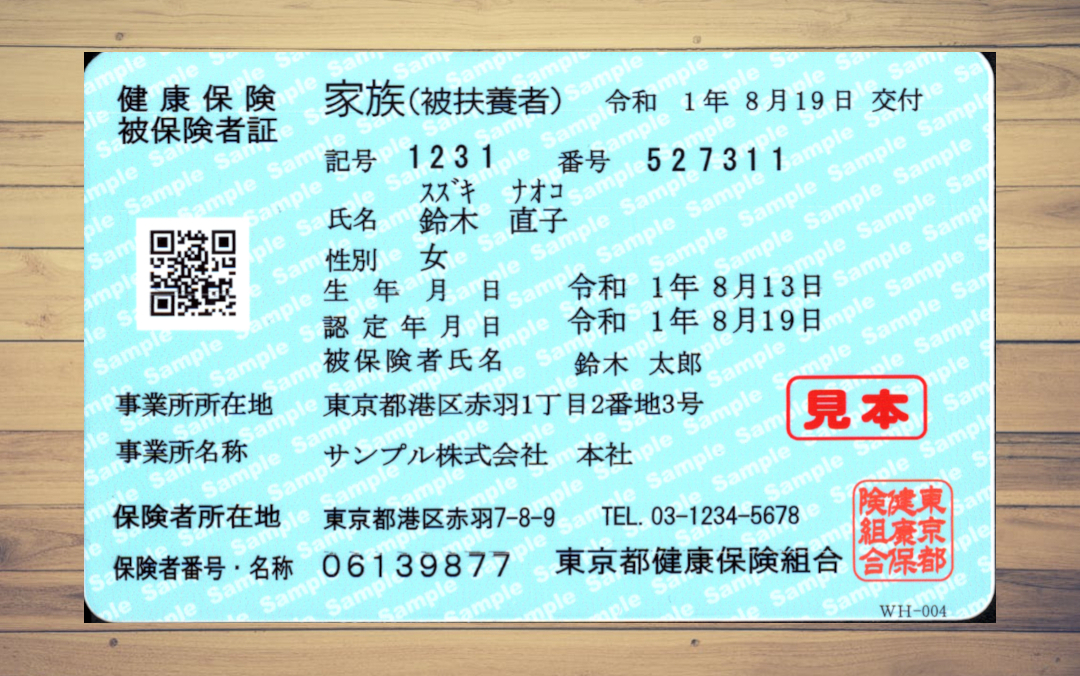 健康保険 家族(被扶養者) 令和 1年 8月19日 交付
被保険者証
記号 1231 番号 527311
ｽｽﾞｷ ﾅｵｺ
氏名 鈴木 直子
性別 女
生年月日 令和 1年 8月13日
認定年月日 令和 1年 8月19日
被保険者氏名 鈴木 太郎
事業所所在地 東京都港区赤羽1丁目2番地3号
見本
事業所名称 サンプル株式会社 本社
保険者所在地 東京都港区赤羽7-8-9 TEL. 03-1234-5678
保険者番号・名称 06139877 東京都健康保険組合
東京都
健康保
険組合
WH-004
Sample